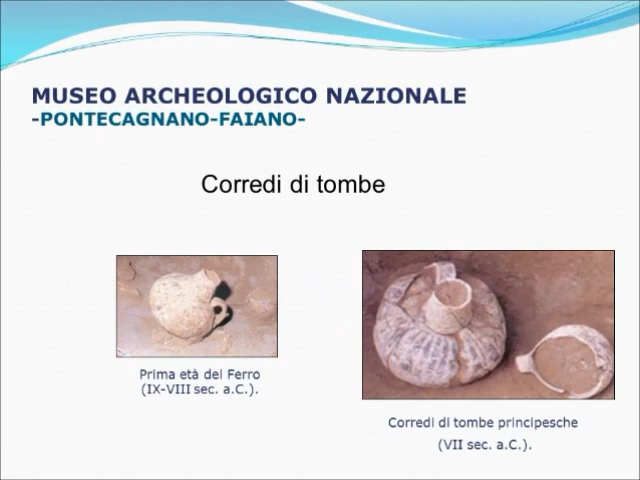 MUSEO ARCHEOLOGICO NAZIONALE
-PONTECAGNANO-FAIANO-
Corredi di tombe
Prima età del Ferro
(IX-VIII sec. a.C.).
Corredi di tombe principesche
(VII sec. a.C.).